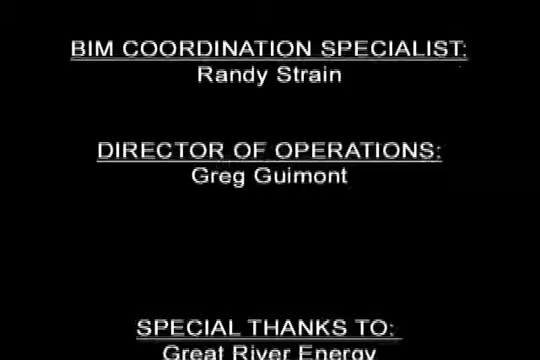 BIM COORDINATION SPECIALIST:
Randy Strain
DIRECTOR OF OPERATIONS:
Greg Guimont
SPECIAL THANKS TO:
Great River Energy